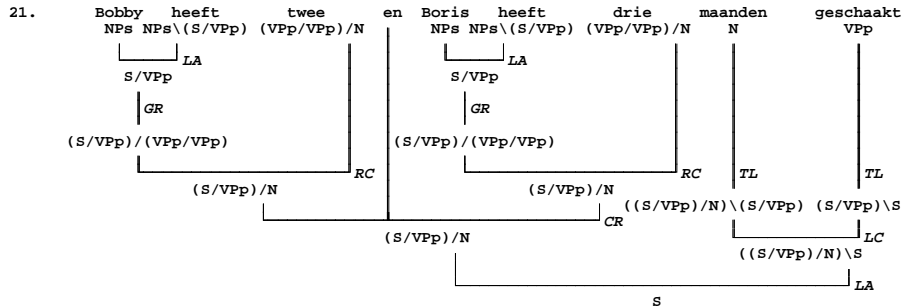 21. Bobby heeft twee en Boris heeft drie maanden geschaakt
NPs NPs\(S/VPp) (VPp/VPp)/N NPs NPs\(S/VPp) (VPp/VPp)/N N VPp
LA LA
S/VPp S/VPp
GR GR
(S/VPp)/(VPp/VPp) (S/VPp)/(VPp/VPp)
RC RC TL TL
(S/VPp)/N (S/VPp)/N ((S/VPp)/N)\(S/VPp) (S/VPp)\S
CR LC
(S/VPp)/N ((S/VPp)/N)\S
LA
S